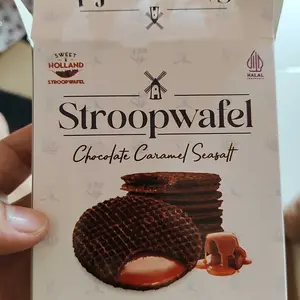 SWEET
HOLLAND
STROOPWAFEL
HALAL
Stroopwafel
Chocolate Caramel Seasalt